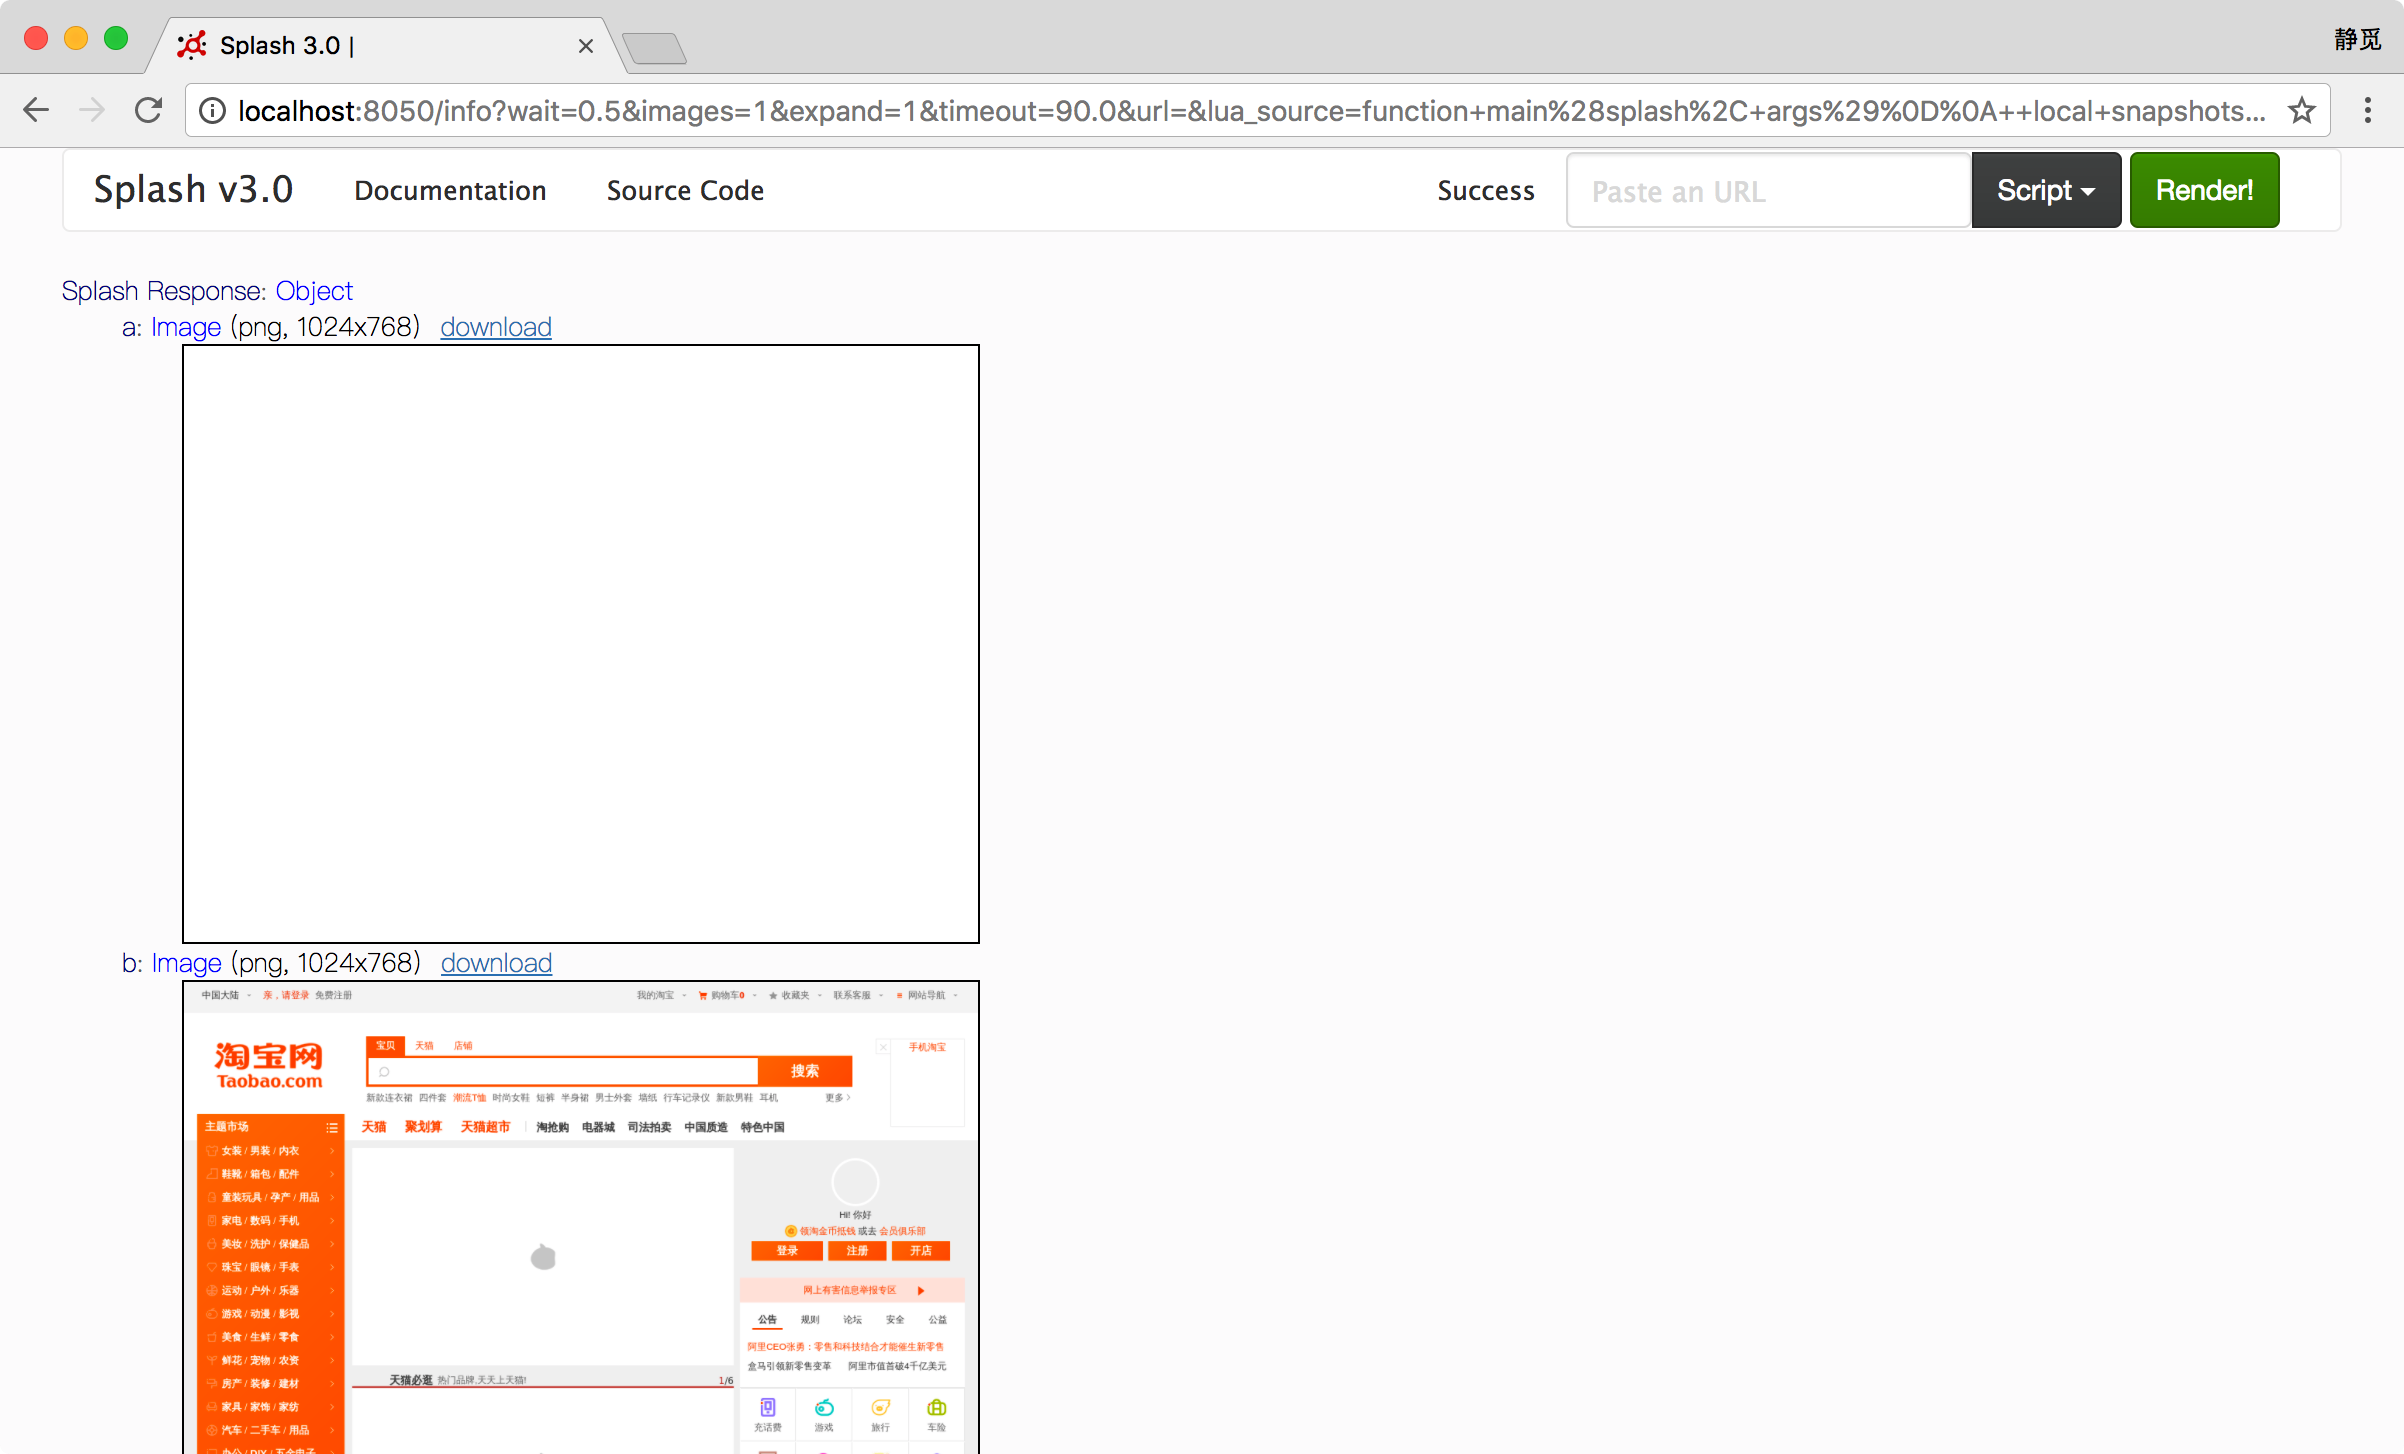 Splash 3.0 |
静觅
localhost:8050/info?wait=0.5&images=1&expand=1&timeout=90.0&url=&lua_source=function+main%28splash%2C+args%29%0D%0A++local+snapshots...
Splash v3.0 Documentation Source Code Success Paste an URL Script Render!
Splash Response: Object
a: Image (png, 1024x768) download
b: Image (png, 1024x768) download
中国大陆 亲，请登录 免费注册 我的淘宝 购物车0 收藏夹 联系客服 网站导航
宝贝 天猫 店铺
手机淘宝
淘宝网
Taobao.com
搜索
新款连衣裙 四件套 潮流T恤 时尚女鞋 短裤 半身裙 男士外套 墙纸 行车记录仪 新款男鞋 耳机 更多
主题市场
天猫 聚划算 天猫超市 淘抢购 电器城 司法拍卖 中国质造 特色中国
女装 / 男装 / 内衣
鞋靴 / 箱包 / 配件
童装玩具 / 孕产 / 用品
家电 / 数码 / 手机
美妆 / 洗护 / 保健品
珠宝 / 眼镜 / 手表
运动 / 户外 / 乐器
游戏 / 动漫 / 影视
美食 / 生鲜 / 零食
鲜花 / 宠物 / 农资
房产 / 装修 / 建材
家具 / 家饰 / 家纺
汽车 / 二手车 / 用品
办公 / DIY / 五金电子
Hi! 你好
领淘金币抵钱 或去 会员俱乐部
登录 注册 开店
网上有害信息举报专区
公告 规则 论坛 安全 公益
阿里CEO张勇：零售和科技结合才能催生新零售
盒马引领新零售变革 阿里市值首破4千亿美元
天猫必逛 热门品牌,天天上天猫! 1/6
充话费 游戏 旅行 车险